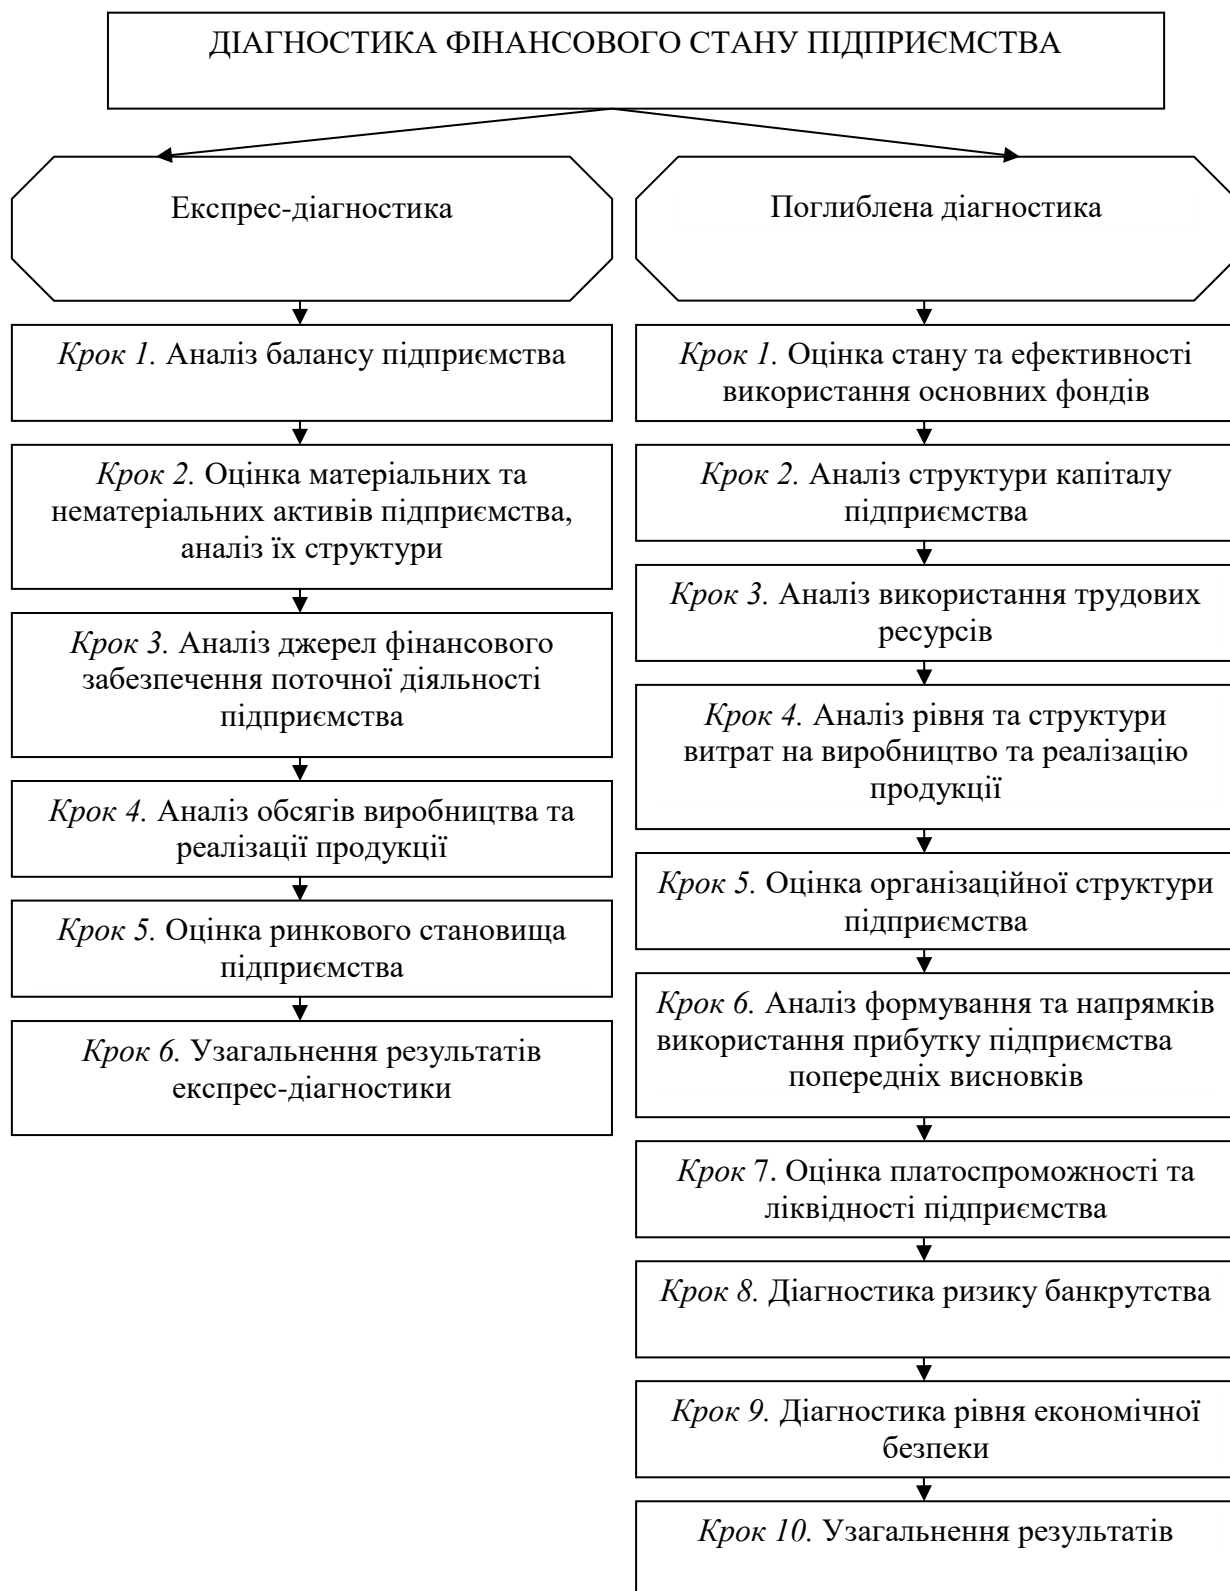 ДІАГНОСТИКА ФІНАНСОВОГО СТАНУ ПІДПРИЄМСТВА
Експрес-діагностика
Крок 1. Аналіз балансу підприємства
Крок 2. Оцінка матеріальних та
нематеріальних активів підприємства,
аналіз їх структури
Крок 3. Аналіз джерел фінансового
забезпечення поточної діяльності
підприємства
Крок 4. Аналіз обсягів виробництва та
реалізації продукції
Крок 5. Оцінка ринкового становища
підприємства
Крок 6. Узагальнення результатів
експрес-діагностики
Поглиблена діагностика
Крок 1. Оцінка стану та ефективності
використання основних фондів
Крок 2. Аналіз структури капіталу
підприємства
Крок 3. Аналіз використання трудових
ресурсів
Крок 4. Аналіз рівня та структури
витрат на виробництво та реалізацію
продукції
Крок 5. Оцінка організаційної структури
підприємства
Крок 6. Аналіз формування та напрямків
використання прибутку підприємства
попередніх висновків
Крок 7. Оцінка платоспроможності та
ліквідності підприємства
Крок 8. Діагностика ризику банкрутства
Крок 9. Діагностика рівня економічної
безпеки
Крок 10. Узагальнення результатів